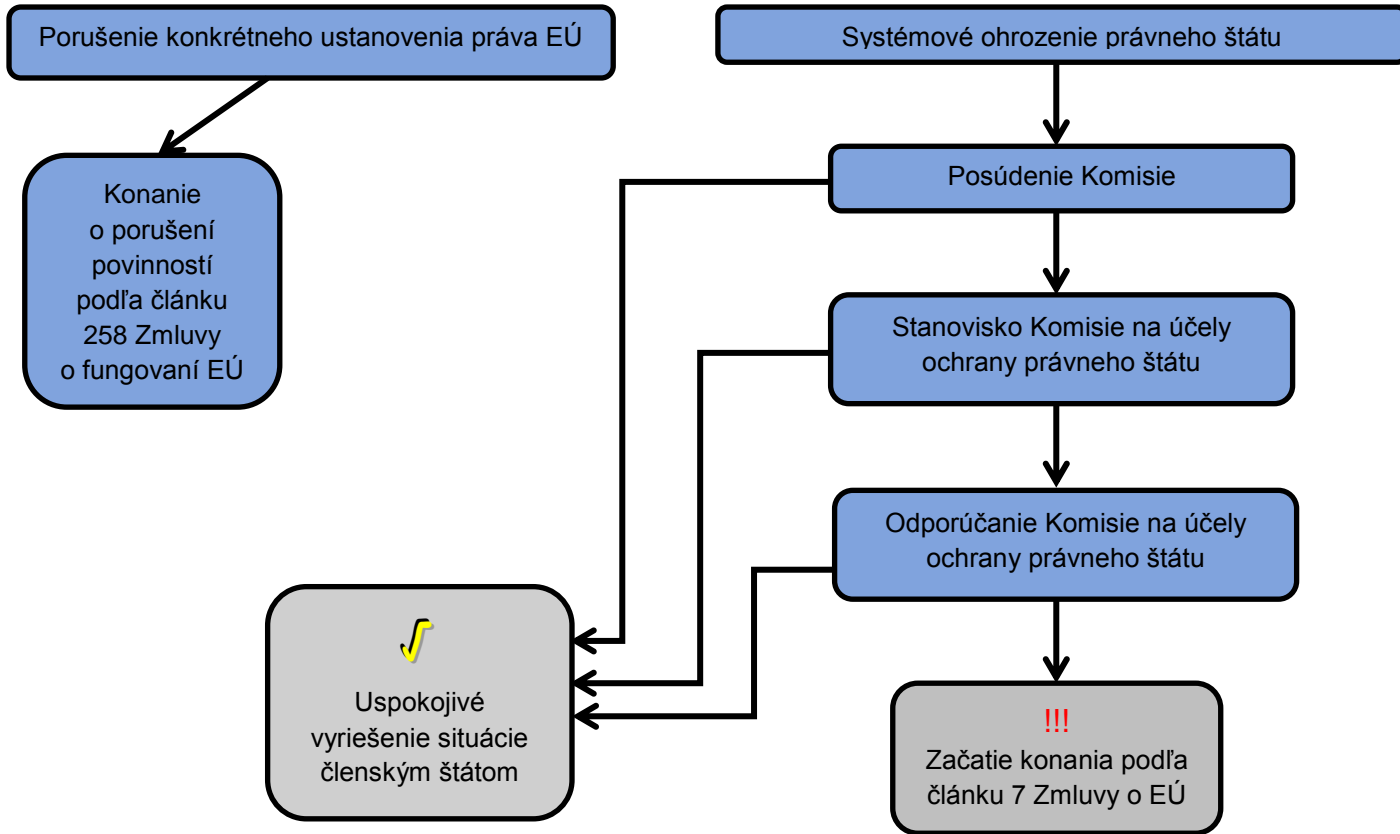 Porušenie konkrétneho ustanovenia práva EÚ
Systémové ohrozenie právneho štátu
Konanie
o porušení
povinností
podľa článku
258 Zmluvy
o fungovaní EÚ
Posúdenie Komisie
Stanovisko Komisie na účely
ochrany právneho štátu
Odporúčanie Komisie na účely
ochrany právneho štátu
Uspokojivé
vyriešenie situácie
členským štátom
!!!
Začatie konania podľa
článku 7 Zmluvy o EÚ